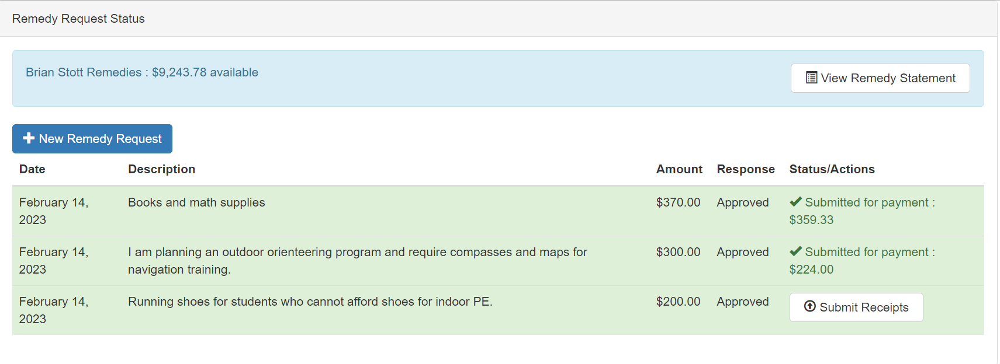 Remedy Request Status
Brian Stott Remedies : $9,243.78 available
View Remedy Statement
New Remedy Request
Date Description Amount Response Status/Actions
February 14, Books and math supplies $370.00 Approved Submitted for payment :
2023 $359.33
February 14, I am planning an outdoor orienteering program and require compasses and maps for $300.00 Approved Submitted for payment :
2023 navigation training. $224.00
February 14, Running shoes for students who cannot afford shoes for indoor PE. $200.00 Approved Submit Receipts
2023